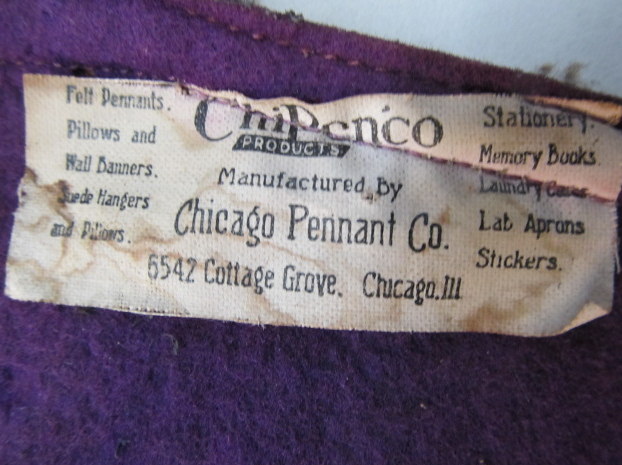 Felt Pennants.
Pillows and
Wall Banners.
Suede Hangers
and Pillows.
ChiPenCo
PRODUCTS
Manufactured By
Chicago Pennant Co.
6542 Cottage Grove. Chicago. Ill
Stationery.
Memory Books.
Laundry Cases
Lab Aprons
Stickers.